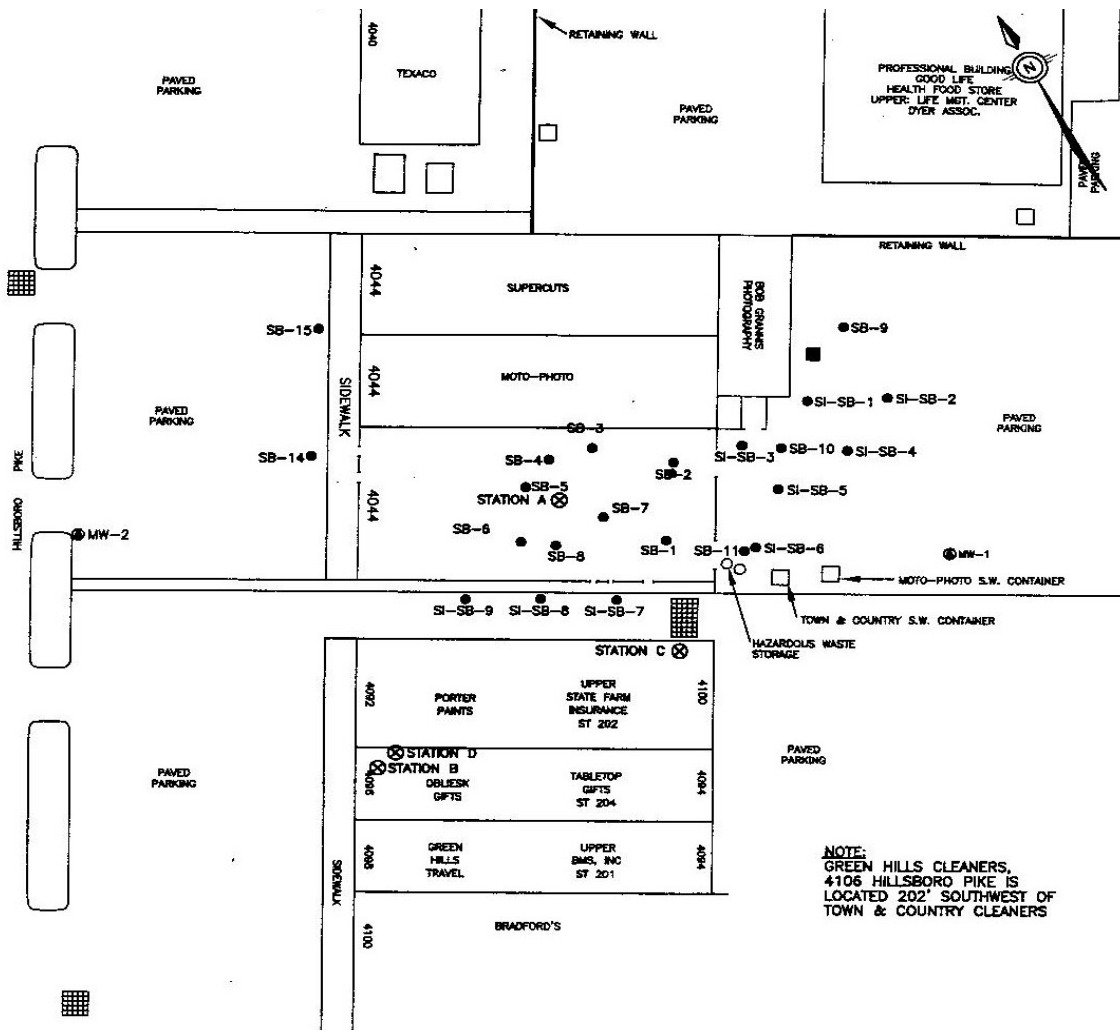 RETAINING WALL
4040
TEXACO
PAVED
PARKING
PAVED
PARKING
PROFESSIONAL BUILDING
GOOD LIFE
HEALTH FOOD STORE
UPPER: LIFE MGT. CENTER
DYER ASSOC.
N
PAVED
PARKING
RETAINING WALL
4044
SUPERCUTS
BOB GRANNIS
PHOTOGRAPHY
SB-15
SB-9
SIDEWALK
4044
MOTO-PHOTO
SI-SB-1
SI-SB-2
PAVED
PARKING
PAVED
PARKING
SB-3
SB-14
SB-4
SB-2
SI-SB-3
SB-10
SI-SB-4
HILLSBORO PIKE
SB-5
STATION A
SI-SB-5
4044
SB-7
MW-2
SB-6
SB-8
SB-1
SB-11
SI-SB-6
MW-1
MOTO-PHOTO S.W. CONTAINER
SI-SB-9
SI-SB-8
SI-SB-7
TOWN & COUNTRY S.W. CONTAINER
HAZARDOUS WASTE
STORAGE
STATION C
4092
PORTER
PAINTS
UPPER
STATE FARM
INSURANCE
ST 202
4100
STATION D
STATION B
PAVED
PARKING
PAVED
PARKING
4096
OBLIESK
GIFTS
TABLETOP
GIFTS
ST 204
4094
SIDEWALK
4098
GREEN
HILLS
TRAVEL
UPPER
BMS, INC
ST 201
4094
4100
BRADFORD'S
NOTE:
GREEN HILLS CLEANERS,
4106 HILLSBORO PIKE IS
LOCATED 202' SOUTHWEST OF
TOWN & COUNTRY CLEANERS